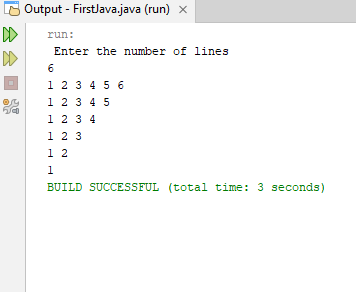 Output - FirstJava.java (run) ×
run:
Enter the number of lines
6
1 2 3 4 5 6
1 2 3 4 5
1 2 3 4
1 2 3
1 2
1
BUILD SUCCESSFUL (total time: 3 seconds)